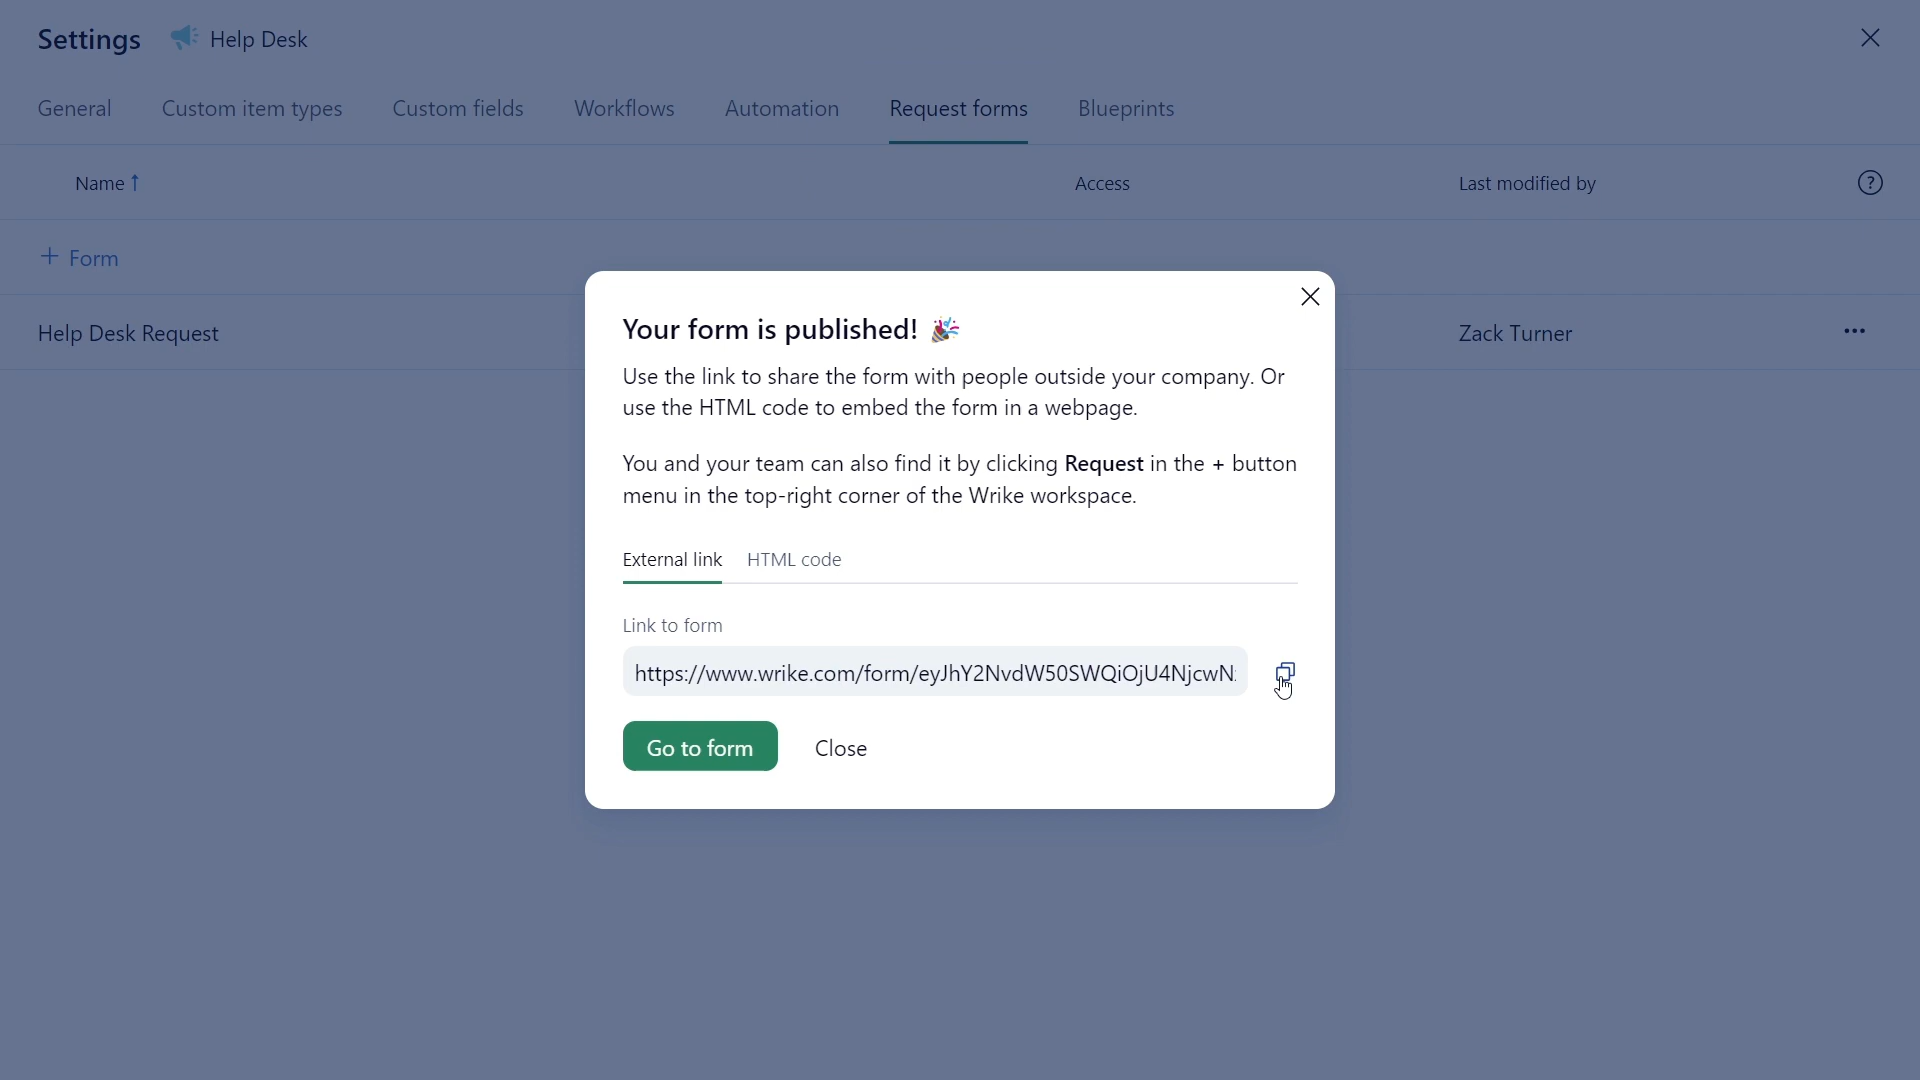 Settings Help Desk
General Custom item types Custom fields Workflows Automation Request forms Blueprints
Name ↑ Access Last modified by ?
+ Form
Help Desk Request Zack Turner ...
Your form is published! 🎉
Use the link to share the form with people outside your company. Or
use the HTML code to embed the form in a webpage.
You and your team can also find it by clicking Request in the + button
menu in the top-right corner of the Wrike workspace.
External link HTML code
Link to form
https://www.wrike.com/form/eyJhY2NvdW50SWQiOjU4NjcwN
Go to form Close